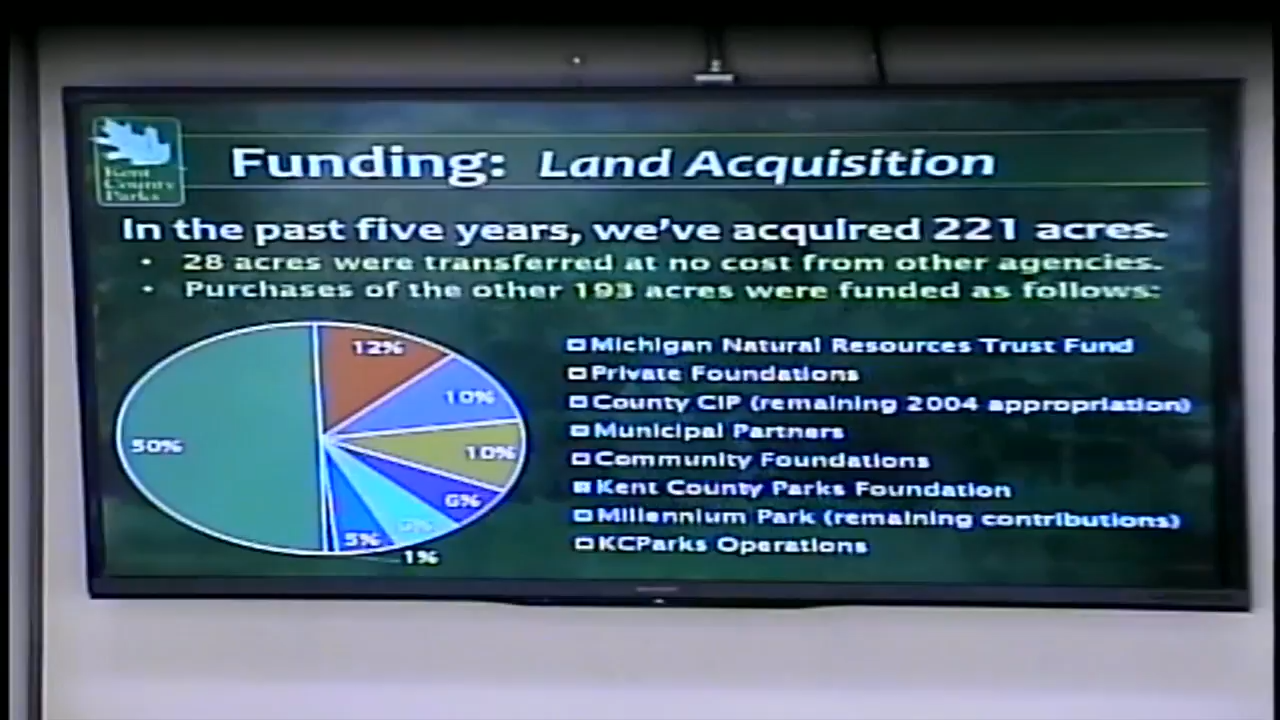 Kent
County
Parks
Funding: Land Acquisition
In the past five years, we've acquired 221 acres.
• 28 acres were transferred at no cost from other agencies.
• Purchases of the other 193 acres were funded as follows:
12%
10%
50%
10%
6%
5%
1%
Michigan Natural Resources Trust Fund
Private Foundations
County CIP (remaining 2004 appropriation)
Municipal Partners
Community Foundations
Kent County Parks Foundation
Millennium Park (remaining contributions)
KCParks Operations